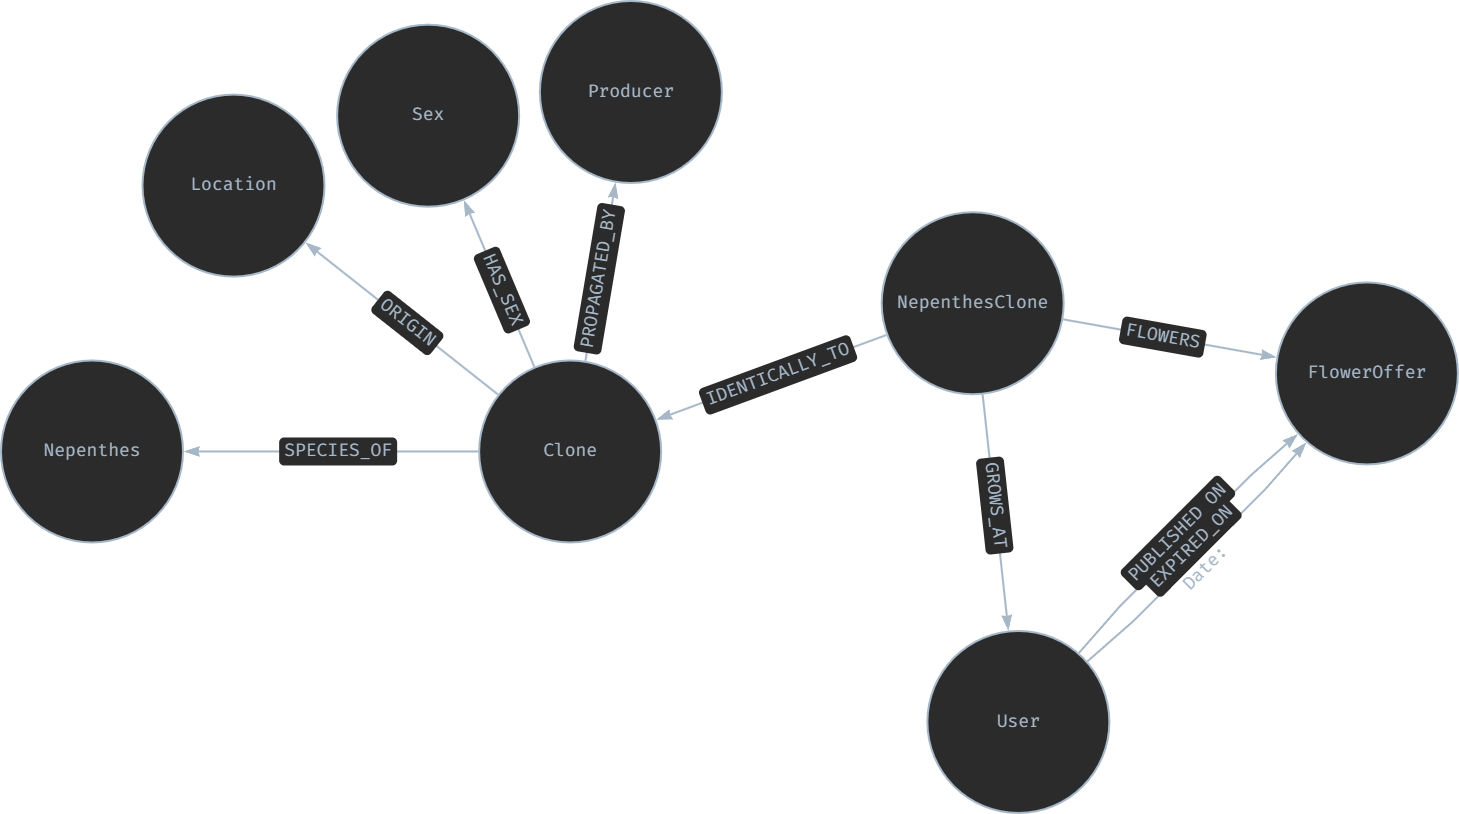 Producer
Sex
Location
PROPAGATED_BY
HAS_SEX
ORIGIN
NepenthesClone
FLOWERS
FlowerOffer
IDENTICALLY_TO
Nepenthes
SPECIES_OF
Clone
GROWS_AT
PUBLISHED_ON
EXPIRED_ON
Date:
User